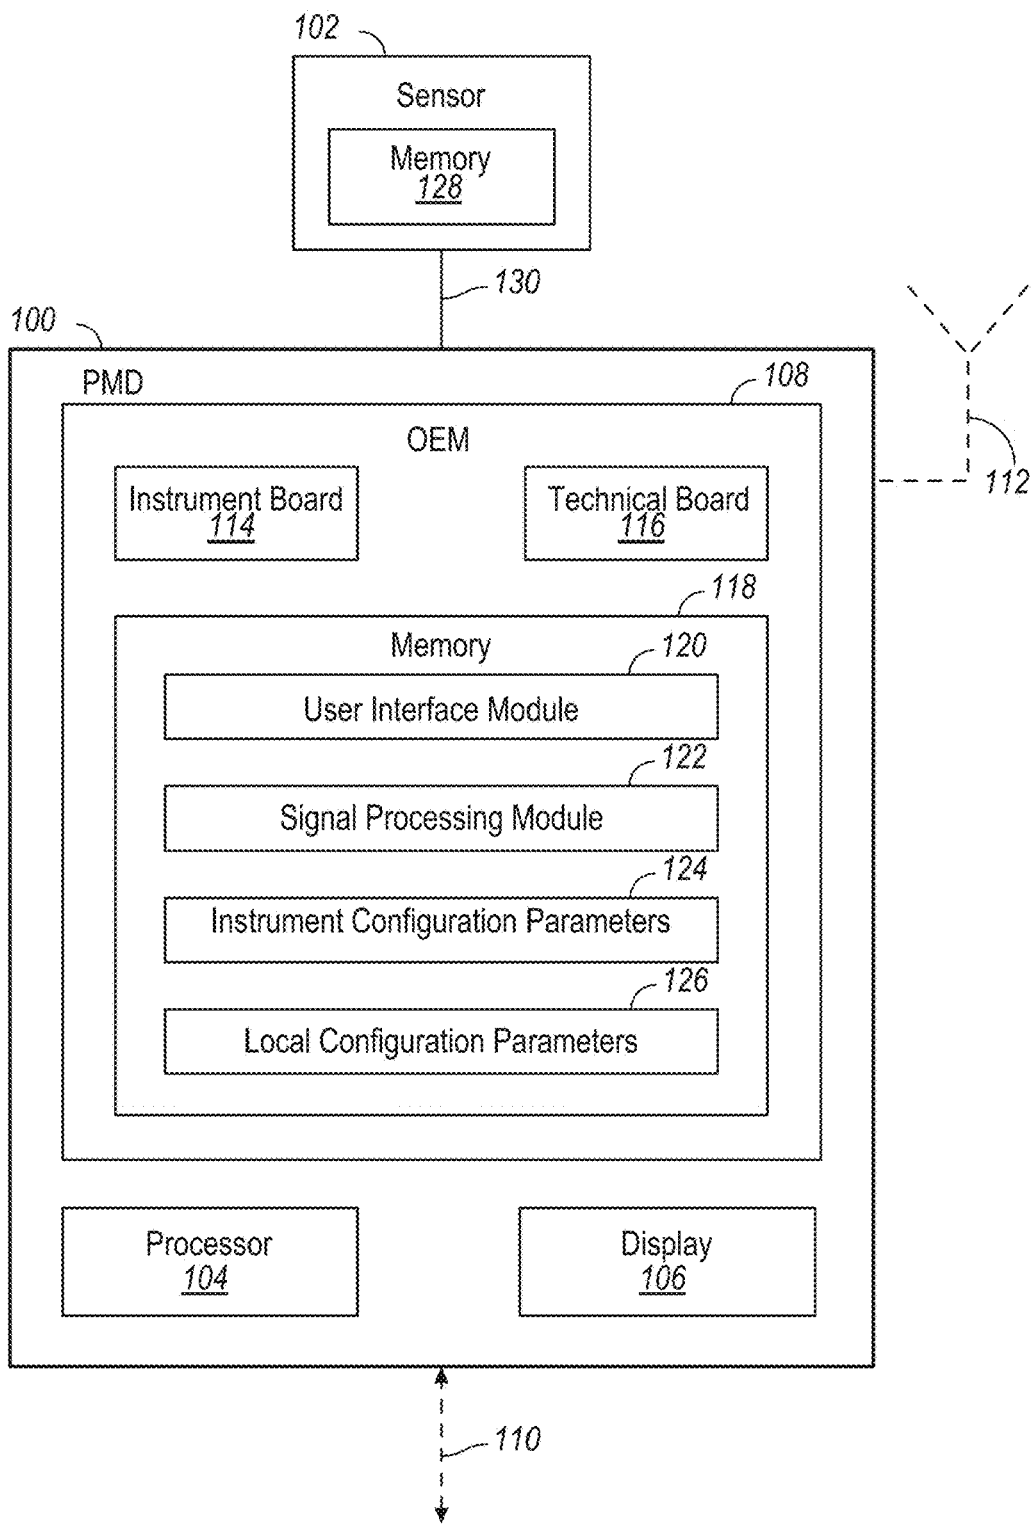 102
Sensor
Memory
128
130
100
PMD
108
OEM
112
Instrument Board
114
Technical Board
116
118
Memory
120
User Interface Module
122
Signal Processing Module
124
Instrument Configuration Parameters
126
Local Configuration Parameters
Processor
104
Display
106
110